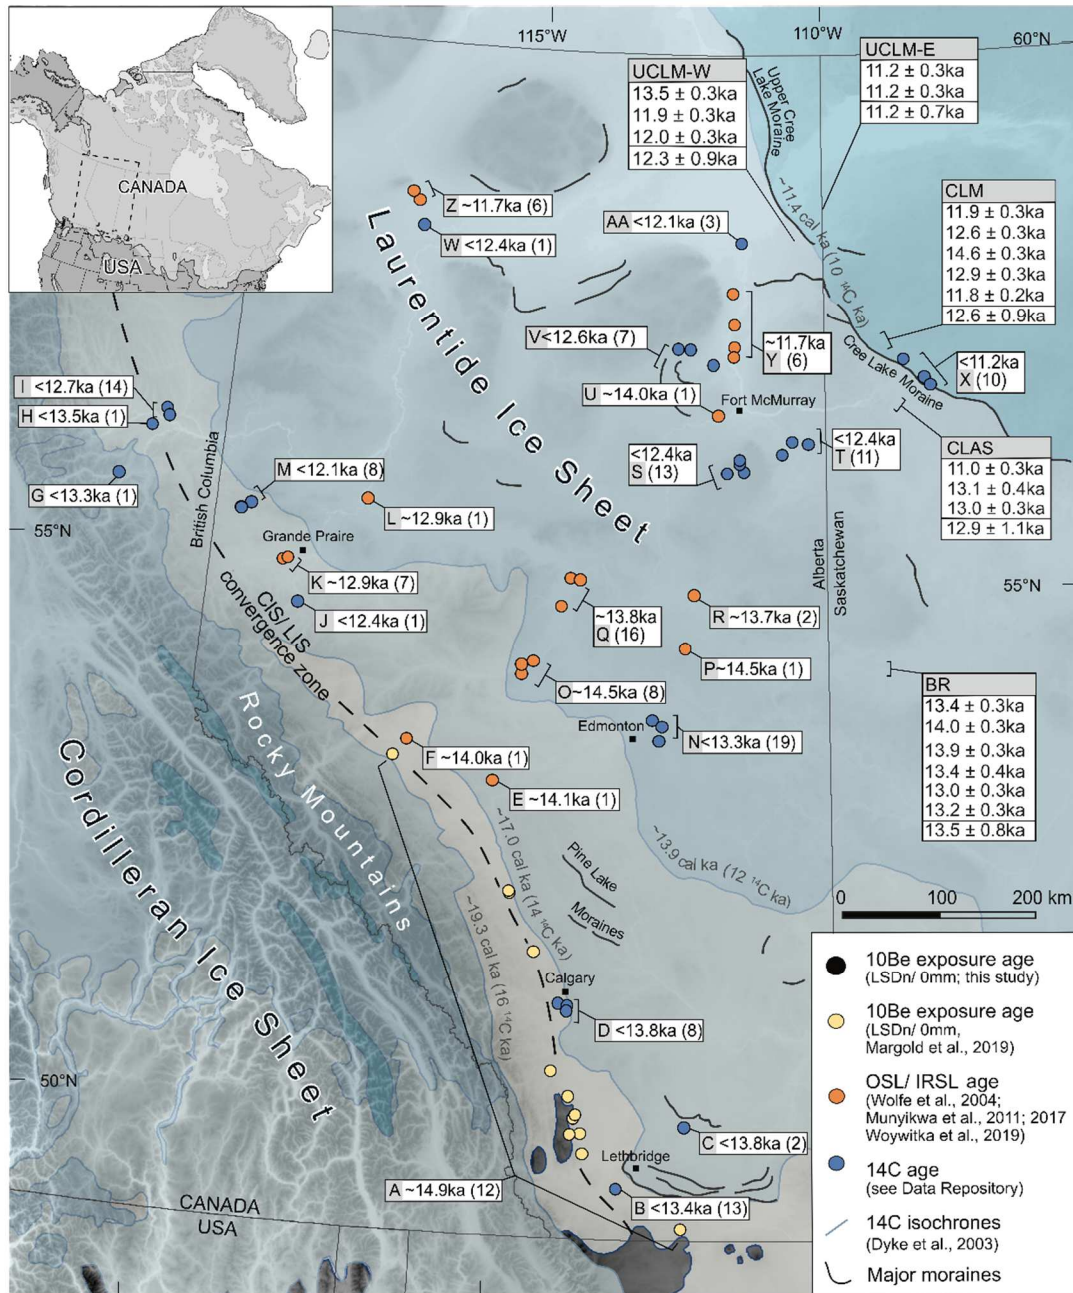 115°W
110°W
60°N
CANADA
USA
UCLM-W
13.5 ± 0.3ka
11.9 ± 0.3ka
12.0 ± 0.3ka
12.3 ± 0.9ka
UCLM-E
11.2 ± 0.3ka
11.2 ± 0.3ka
11.2 ± 0.7ka
Upper Cree
Lake Moraine
~11.4 cal ka (10 ¹⁴C ka)
CLM
11.9 ± 0.3ka
12.6 ± 0.3ka
14.6 ± 0.3ka
12.9 ± 0.3ka
11.8 ± 0.2ka
12.6 ± 0.9ka
Z ~11.7ka (6)
W <12.4ka (1)
AA <12.1ka (3)
Laurentide Ice Sheet
V<12.6ka (7)
~11.7ka
Y (6)
Cree Lake Moraine
<11.2ka
X (10)
I <12.7ka (14)
H <13.5ka (1)
U ~14.0ka (1)
Fort McMurray
G <13.3ka (1)
British Columbia
M <12.1ka (8)
L ~12.9ka (1)
<12.4ka
S (13)
<12.4ka
T (11)
CLAS
11.0 ± 0.3ka
13.1 ± 0.4ka
13.0 ± 0.3ka
12.9 ± 1.1ka
55°N
Grande Praire
K ~12.9ka (7)
J <12.4ka (1)
CIS/ LIS
convergence zone
Alberta
Saskatchewan
55°N
~13.8ka
Q (16)
R ~13.7ka (2)
P~14.5ka (1)
O~14.5ka (8)
Edmonton
N<13.3ka (19)
BR
13.4 ± 0.3ka
14.0 ± 0.3ka
13.9 ± 0.3ka
13.4 ± 0.4ka
13.0 ± 0.3ka
13.2 ± 0.3ka
13.5 ± 0.8ka
Rocky Mountains
Cordilleran Ice Sheet
F ~14.0ka (1)
E ~14.1ka (1)
~17.0 cal ka (14 ¹⁴C ka)
~19.3 cal ka (16 ¹⁴C ka)
~13.9 cal ka (12 ¹⁴C ka)
Pine Lake
Moraines
0 100 200 km
Calgary
D <13.8ka (8)
50°N
C <13.8ka (2)
Lethbridge
A ~14.9ka (12)
B <13.4ka (13)
CANADA
USA
10Be exposure age
(LSDn/ 0mm; this study)
10Be exposure age
(LSDn/ 0mm,
Margold et al., 2019)
OSL/ IRSL age
(Wolfe et al., 2004;
Munyikwa et al., 2011; 2017
Woywitka et al., 2019)
14C age
(see Data Repository)
14C isochrones
(Dyke et al., 2003)
Major moraines